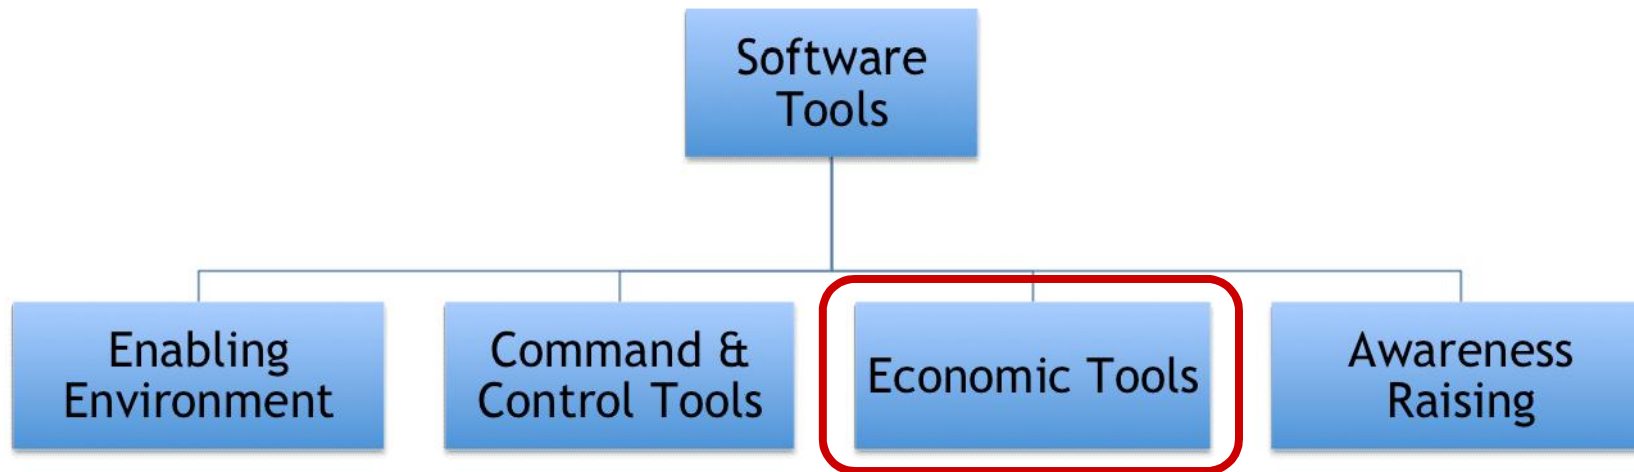 Software
Tools
Enabling
Environment
Command &
Control Tools
Economic Tools
Awareness
Raising